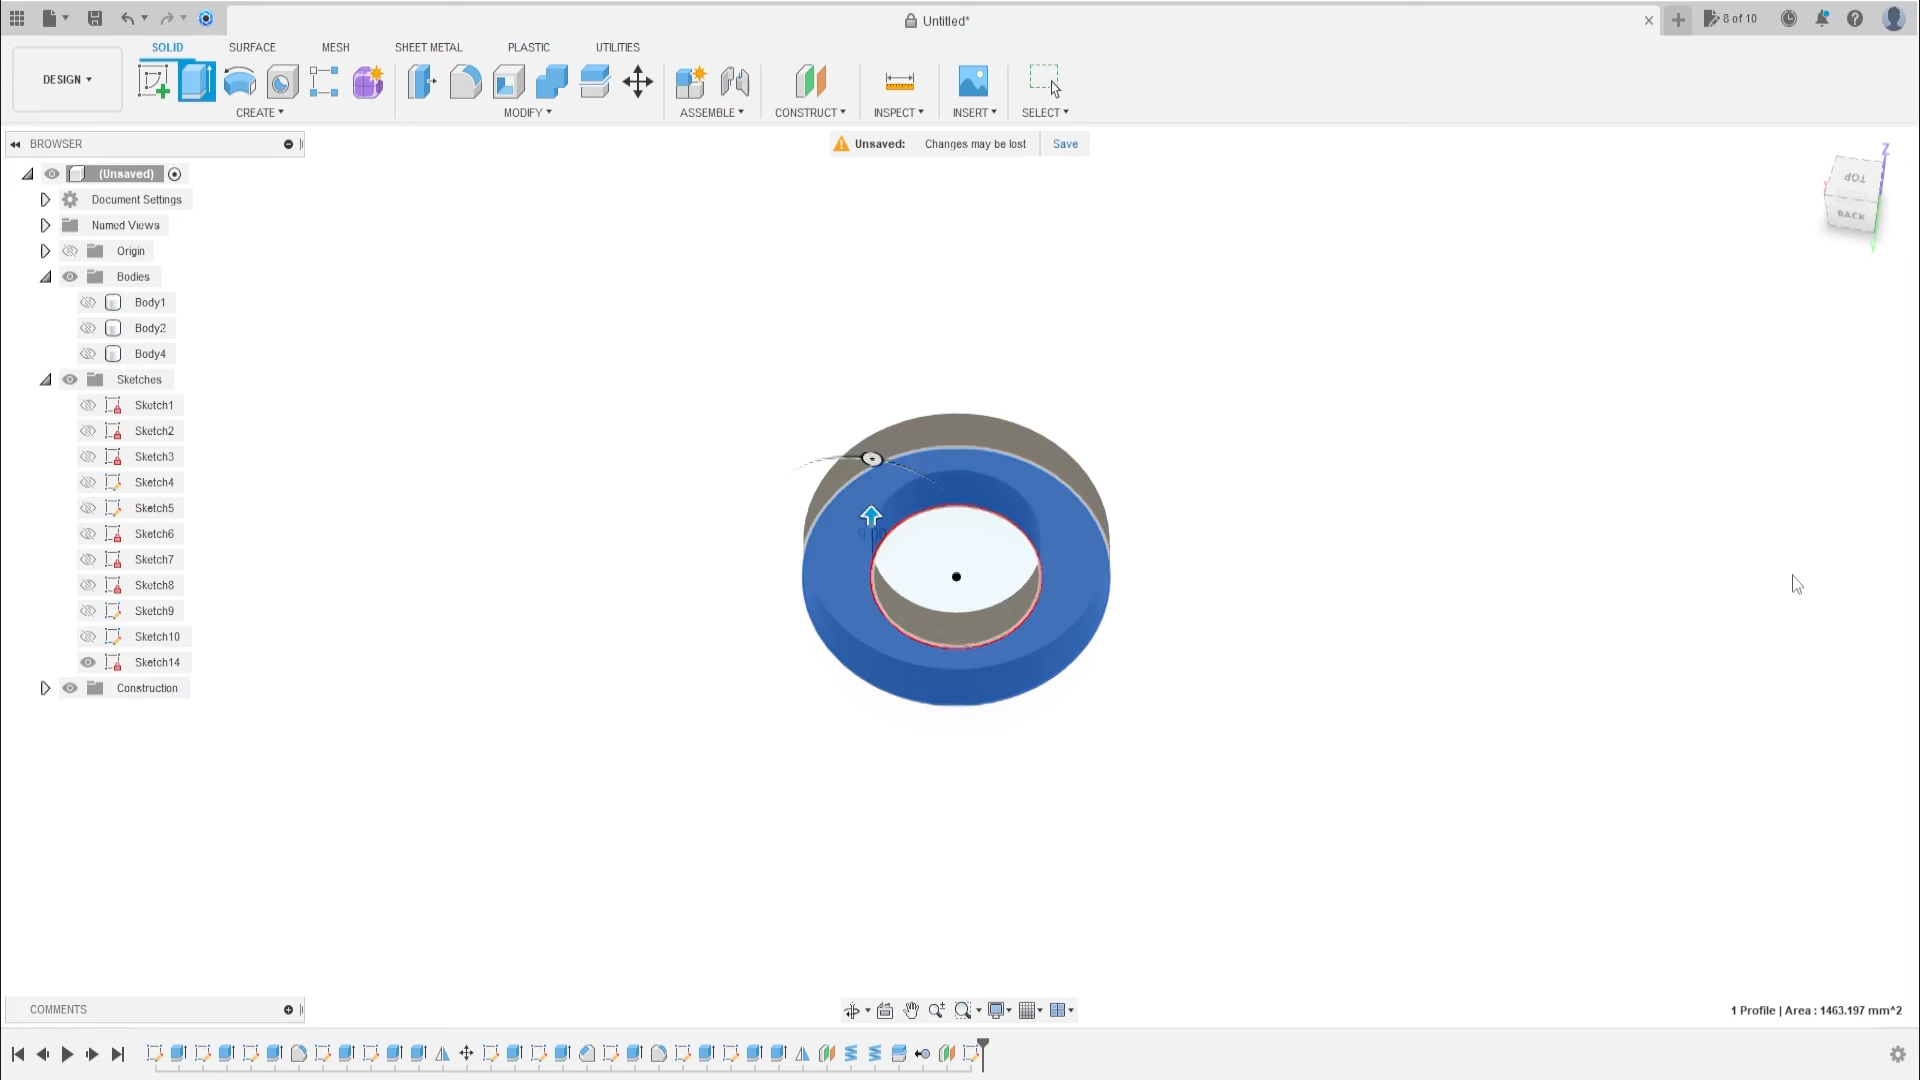 Untitled*
8 of 10
SOLID
SURFACE
MESH
SHEET METAL
PLASTIC
UTILITIES
DESIGN
CREATE
MODIFY
ASSEMBLE
CONSTRUCT
INSPECT
INSERT
SELECT
BROWSER
Unsaved: Changes may be lost Save
(Unsaved)
Document Settings
Named Views
Origin
Bodies
Body1
Body2
Body4
Sketches
Sketch1
Sketch2
Sketch3
Sketch4
Sketch5
Sketch6
Sketch7
Sketch8
Sketch9
Sketch10
Sketch14
Construction
Z
TOP
BACK
Y
COMMENTS
1 Profile | Area : 1463.197 mm^2